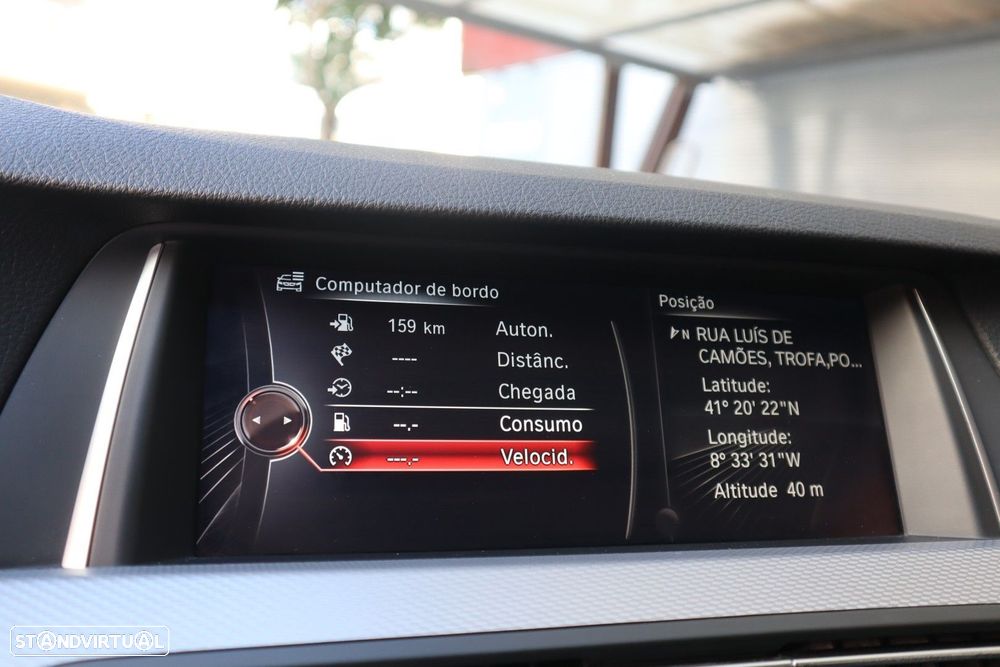 Computador de bordo
159 km Auton.
---- Distânc.
--:-- Chegada
--.- Consumo
---.- Velocid.
Posição
N RUA LUÍS DE
CAMÕES, TROFA,PO...
Latitude:
41° 20' 22"N
Longitude:
8° 33' 31"W
Altitude 40 m
STANDVIRTUAL